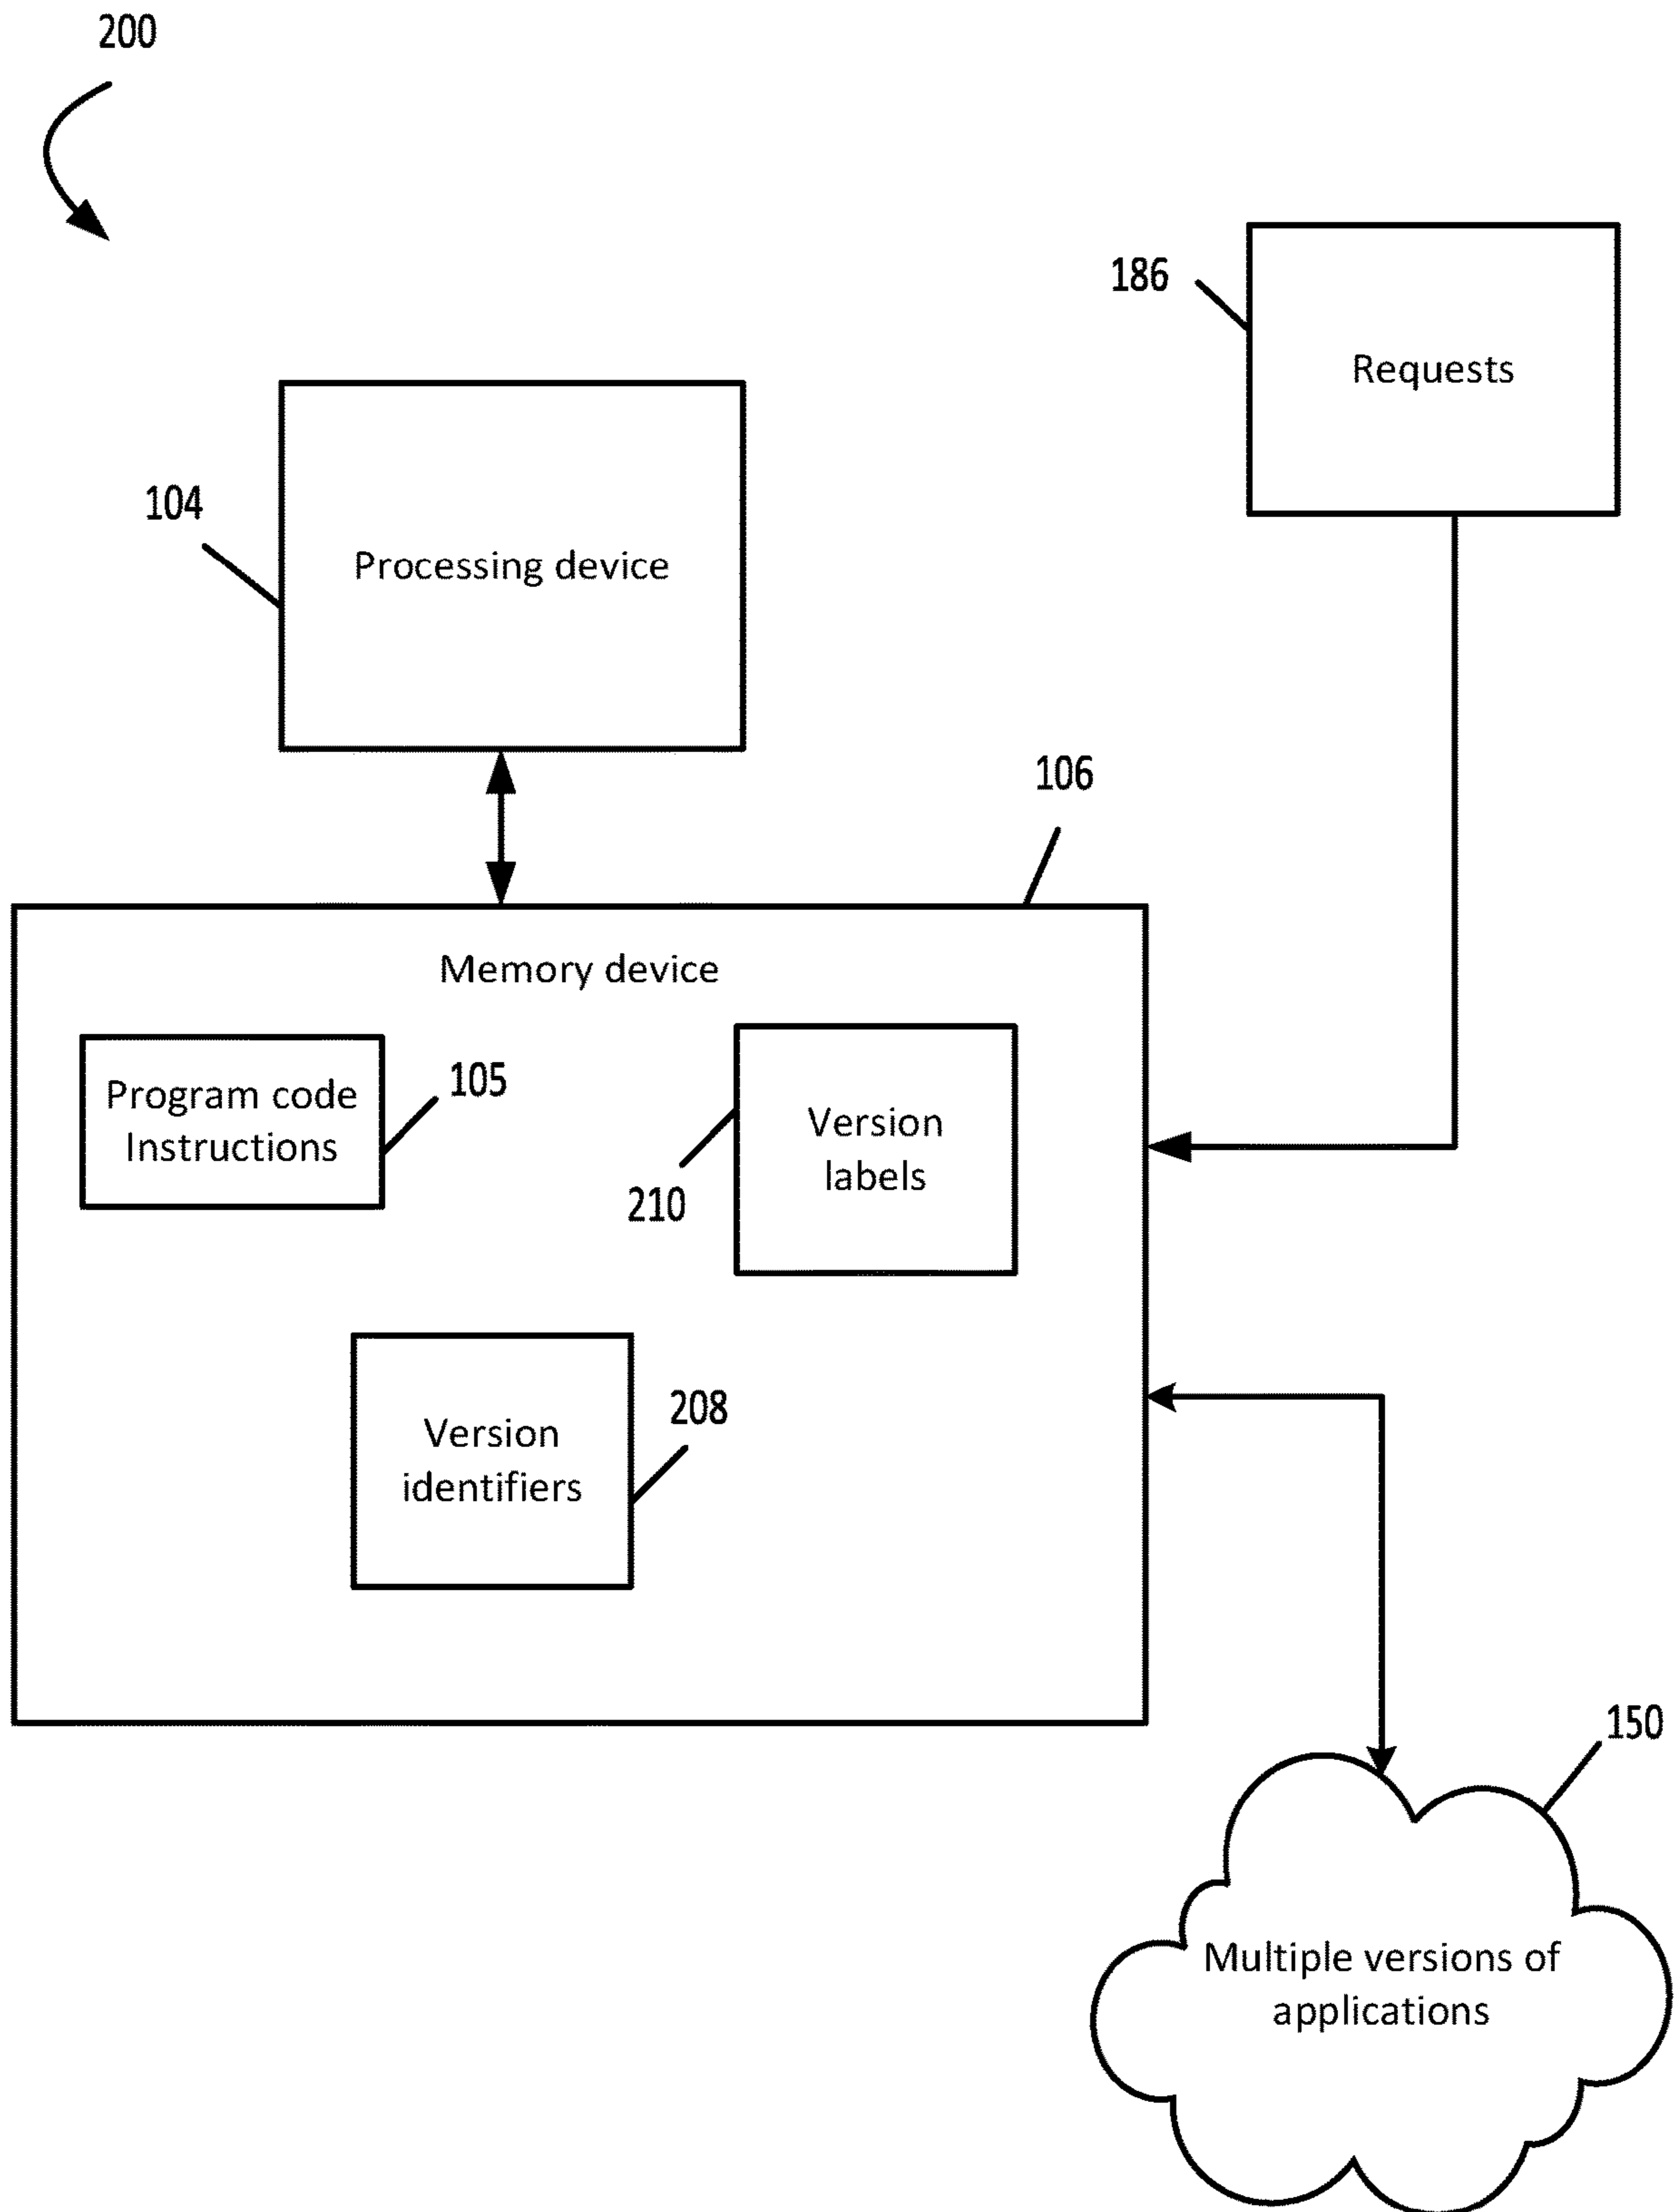 200
186
Requests
104
Processing device
106
Memory device
Program code
Instructions
105
Version
labels
210
Version
identifiers
208
150
Multiple versions of
applications